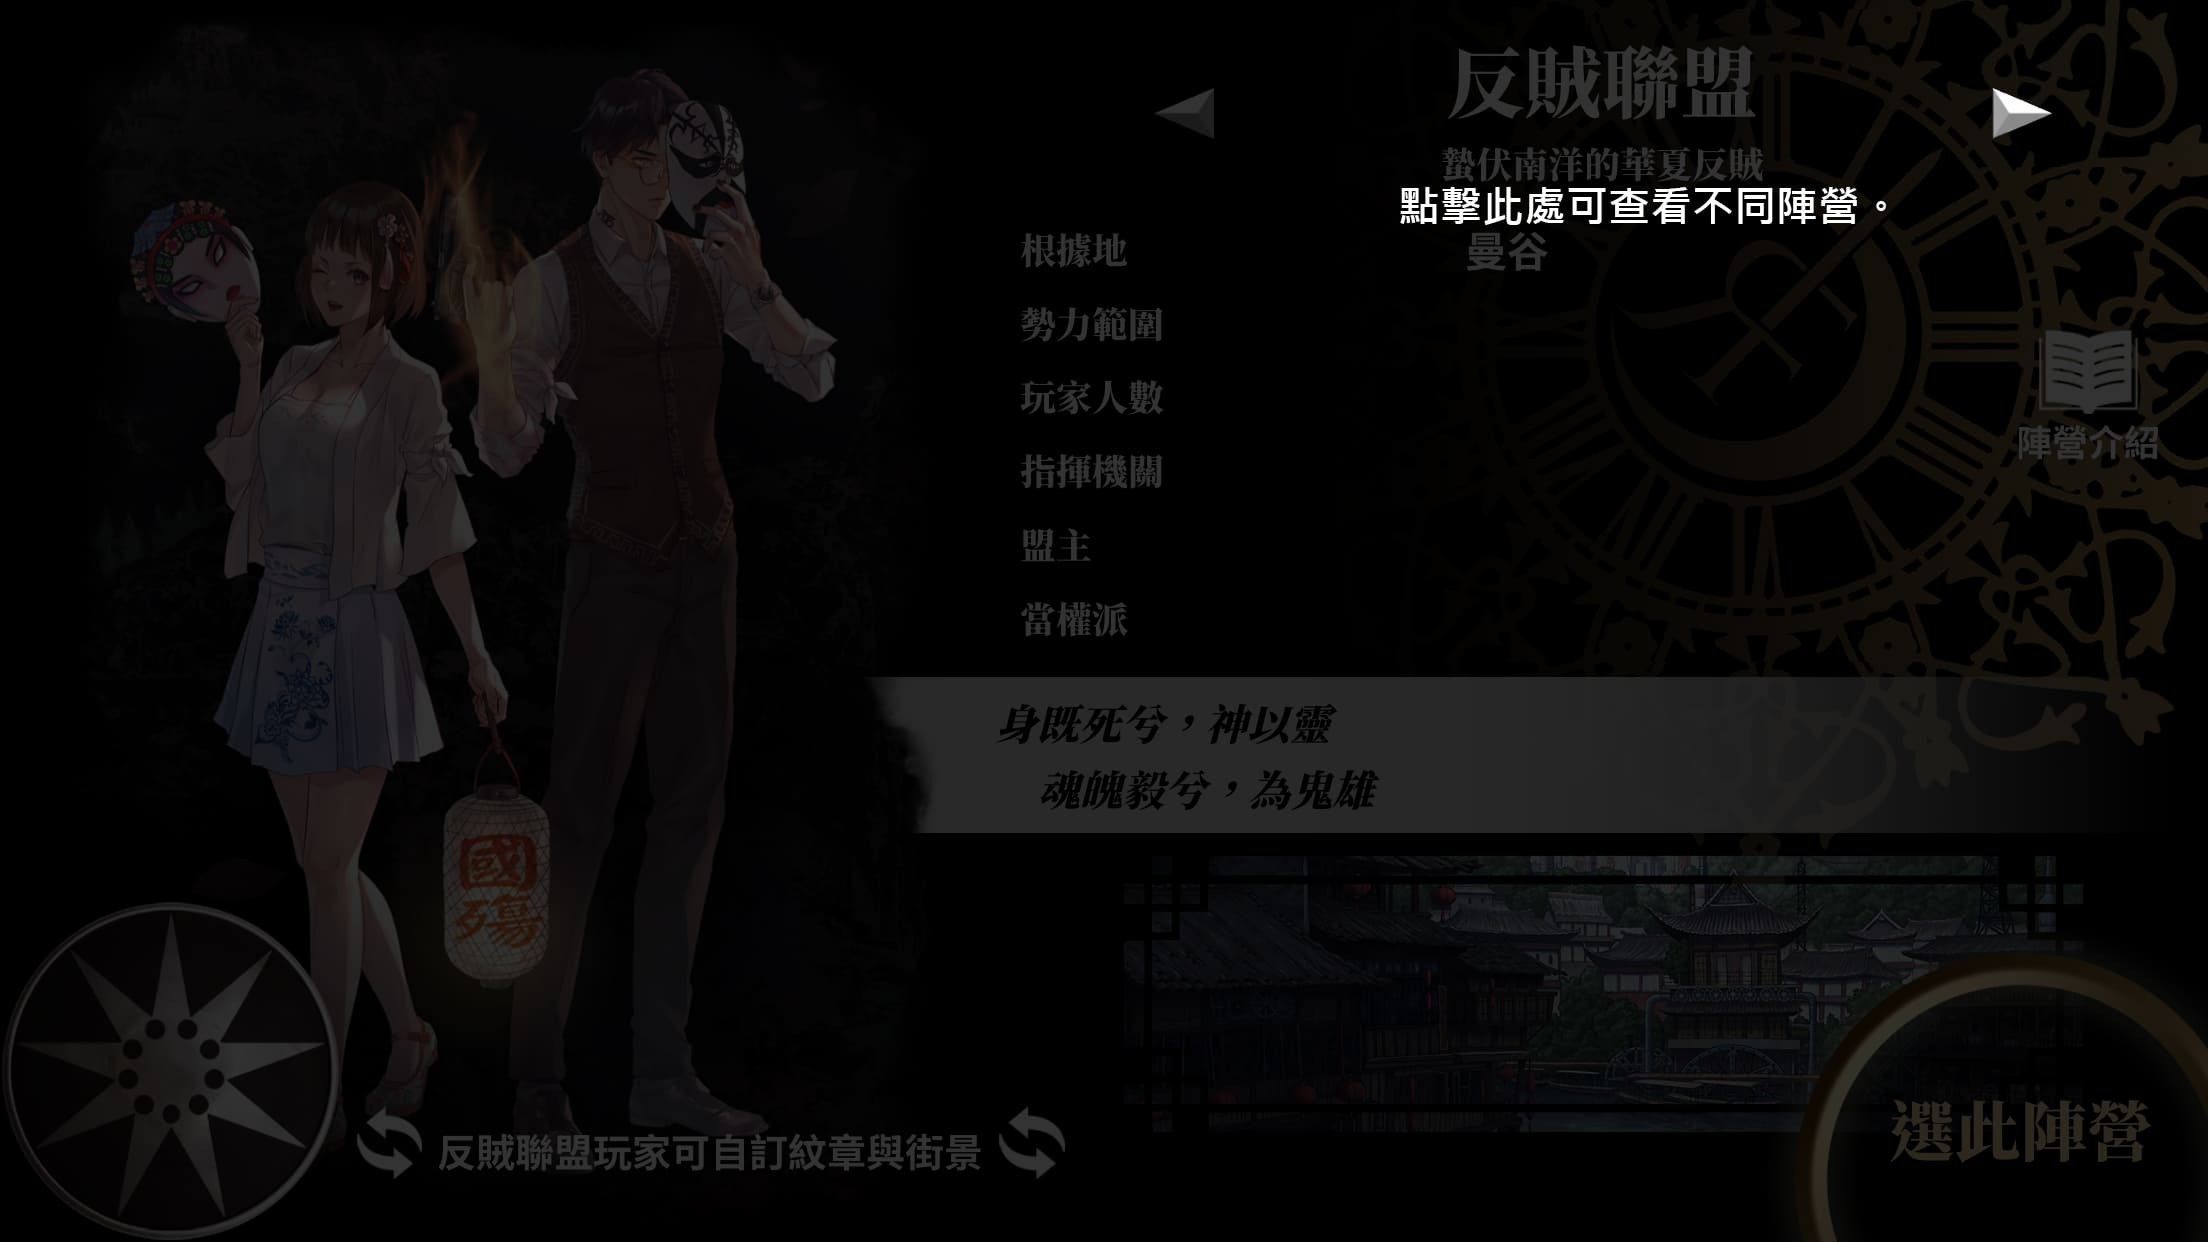 反賊聯盟
蟄伏南洋的華夏反賊
點擊此處可查看不同陣營。
根據地
曼谷
勢力範圍
玩家人數
陣營介紹
指揮機關
盟主
當權派
身既死兮，神以靈
魂魄毅兮，為鬼雄
國殤
選此陣營
反賊聯盟玩家可自訂紋章與街景